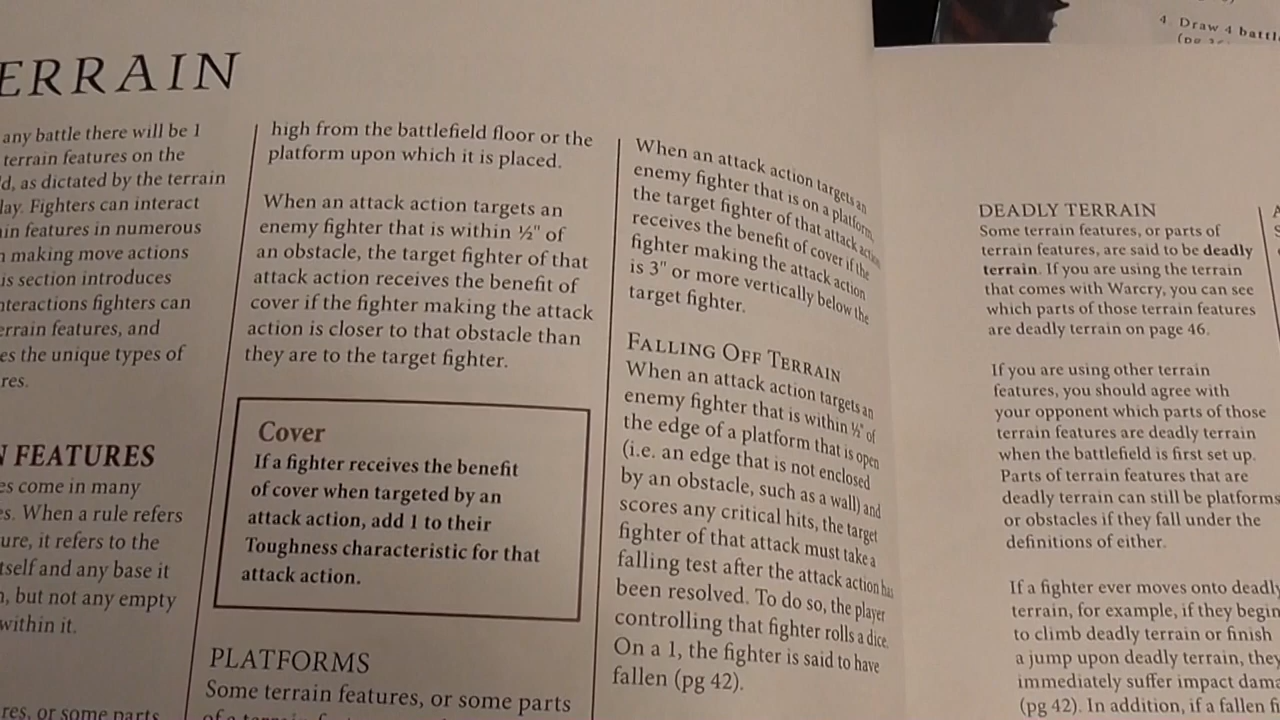 ERRAIN
any battle there will be 1
terrain features on the
d, as dictated by the terrain
lay. Fighters can interact
in features in numerous
making move actions
is section introduces
nteractions fighters can
errain features, and
es the unique types of
res.
N FEATURES
es come in many
es. When a rule refers
ure, it refers to the
tself and any base it
n, but not any empty
within it.
res, or some parts
high from the battlefield floor or the
platform upon which it is placed.
When an attack action targets an
enemy fighter that is within ½" of
an obstacle, the target fighter of that
attack action receives the benefit of
cover if the fighter making the attack
action is closer to that obstacle than
they are to the target fighter.
Cover
If a fighter receives the benefit
of cover when targeted by an
attack action, add 1 to their
Toughness characteristic for that
attack action.
PLATFORMS
Some terrain features, or some parts
When an attack action targets an
enemy fighter that is on a platform,
the target fighter of that attack action
receives the benefit of cover if the
fighter making the attack action
is 3" or more vertically below the
target fighter.
FALLING OFF TERRAIN
When an attack action targets an
enemy fighter that is within ½" of
the edge of a platform that is open
(i.e. an edge that is not enclosed
by an obstacle, such as a wall) and
scores any critical hits, the target
fighter of that attack must take a
falling test after the attack action has
been resolved. To do so, the player
controlling that fighter rolls a dice.
On a 1, the fighter is said to have
fallen (pg 42).
4. Draw 4 battl
DEADLY TERRAIN
Some terrain features, or parts of
terrain features, are said to be deadly
terrain. If you are using the terrain
that comes with Warcry, you can see
which parts of those terrain features
are deadly terrain on page 46.
If you are using other terrain
features, you should agree with
your opponent which parts of those
terrain features are deadly terrain
when the battlefield is first set up.
Parts of terrain features that are
deadly terrain can still be platforms
or obstacles if they fall under the
definitions of either.
If a fighter ever moves onto deadly
terrain, for example, if they begin
to climb deadly terrain or finish
a jump upon deadly terrain, they
immediately suffer impact dama
(pg 42). In addition, if a fallen fi